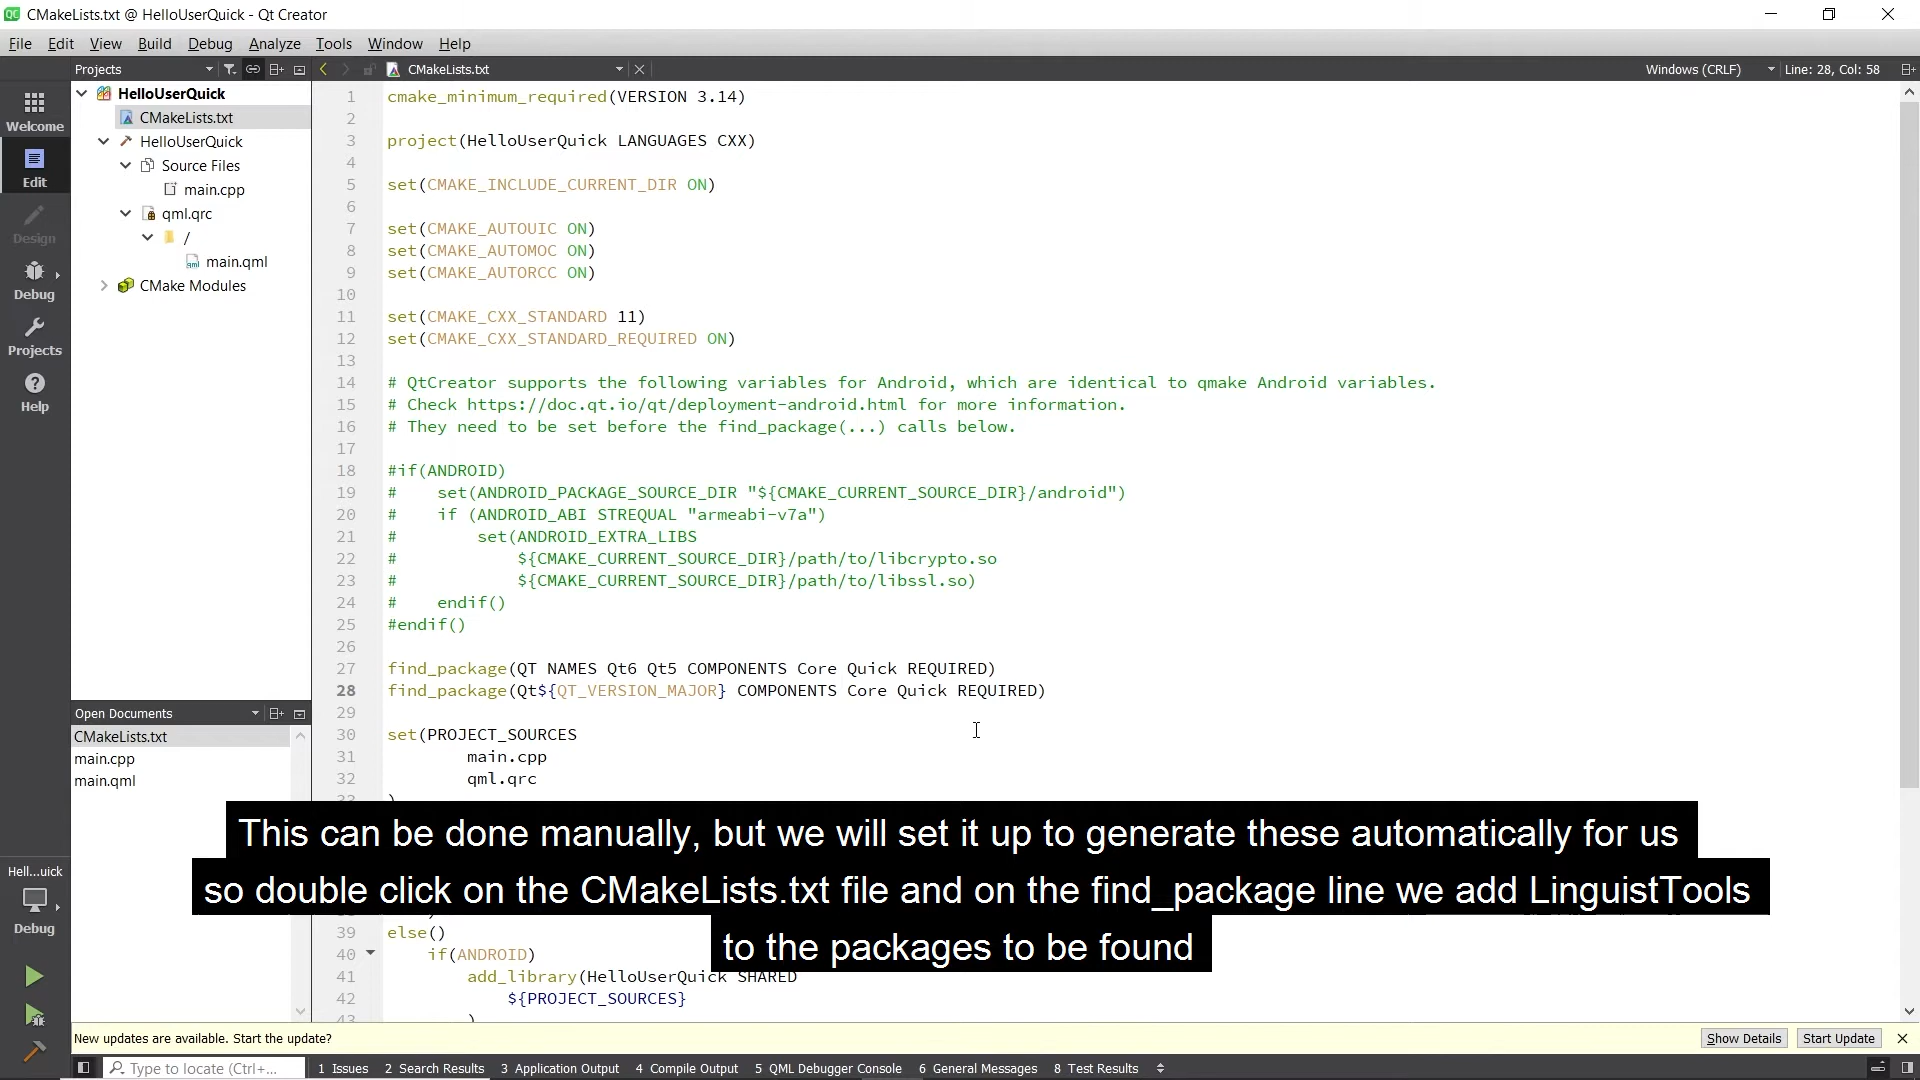 CMakeLists.txt @ HelloUserQuick - Qt Creator
File Edit View Build Debug Analyze Tools Window Help
Projects CMakeLists.txt Windows (CRLF) Line: 28, Col: 58
Welcome
Edit
Design
Debug
Projects
Help
HelloUserQuick
CMakeLists.txt
HelloUserQuick
Source Files
main.cpp
qml.qrc
/
main.qml
CMake Modules
Open Documents
CMakeLists.txt
main.cpp
main.qml
Hell...uick
Debug
1 cmake_minimum_required(VERSION 3.14)
2
3 project(HelloUserQuick LANGUAGES CXX)
4
5 set(CMAKE_INCLUDE_CURRENT_DIR ON)
6
7 set(CMAKE_AUTOUIC ON)
8 set(CMAKE_AUTOMOC ON)
9 set(CMAKE_AUTORCC ON)
10
11 set(CMAKE_CXX_STANDARD 11)
12 set(CMAKE_CXX_STANDARD_REQUIRED ON)
13
14 # QtCreator supports the following variables for Android, which are identical to qmake Android variables.
15 # Check https://doc.qt.io/qt/deployment-android.html for more information.
16 # They need to be set before the find_package(...) calls below.
17
18 #if(ANDROID)
19 #    set(ANDROID_PACKAGE_SOURCE_DIR "${CMAKE_CURRENT_SOURCE_DIR}/android")
20 #    if (ANDROID_ABI STREQUAL "armeabi-v7a")
21 #        set(ANDROID_EXTRA_LIBS
22 #            ${CMAKE_CURRENT_SOURCE_DIR}/path/to/libcrypto.so
23 #            ${CMAKE_CURRENT_SOURCE_DIR}/path/to/libssl.so)
24 #    endif()
25 #endif()
26
27 find_package(QT NAMES Qt6 Qt5 COMPONENTS Core Quick REQUIRED)
28 find_package(Qt${QT_VERSION_MAJOR} COMPONENTS Core Quick REQUIRED)
29
30 set(PROJECT_SOURCES
31 main.cpp
32 qml.qrc
This can be done manually, but we will set it up to generate these automatically for us
so double click on the CMakeLists.txt file and on the find_package line we add LinguistTools
to the packages to be found
39 else()
40 if(ANDROID)
41 add_library(HelloUserQuick SHARED
42 ${PROJECT_SOURCES}
43 )
New updates are available. Start the update? Show Details Start Update
Type to locate (Ctrl+... 1 Issues 2 Search Results 3 Application Output 4 Compile Output 5 QML Debugger Console 6 General Messages 8 Test Results